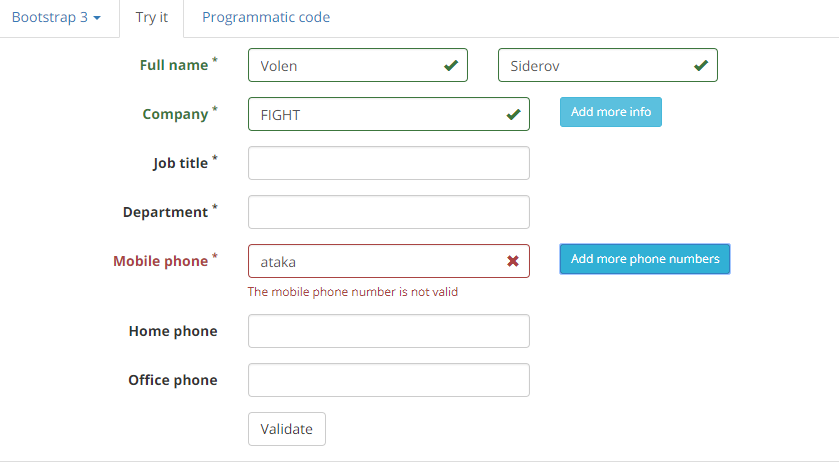 Bootstrap 3 Try it Programmatic code
Full name * Volen Siderov
Company * FIGHT Add more info
Job title *
Department *
Mobile phone * ataka Add more phone numbers
The mobile phone number is not valid
Home phone
Office phone
Validate